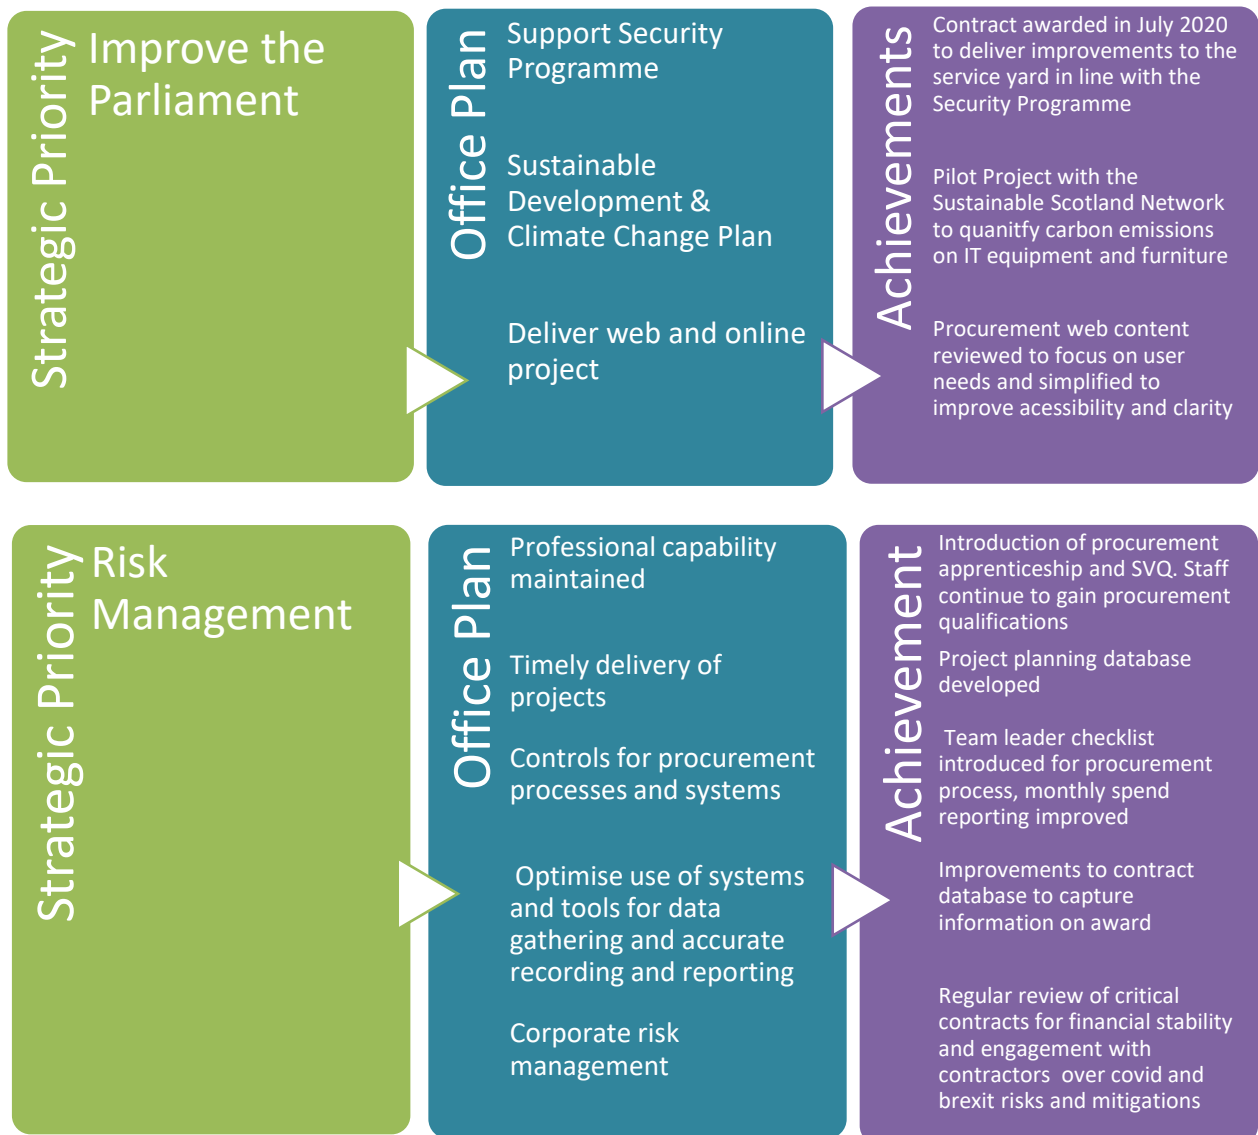 Strategic Priority
Improve the
Parliament
Office Plan
Support Security
Programme
Sustainable
Development &
Climate Change Plan
Deliver web and online
project
Achievements
Contract awarded in July 2020
to deliver improvements to the
service yard in line with the
Security Programme
Pilot Project with the
Sustainable Scotland Network
to quanitfy carbon emissions
on IT equipment and furniture
Procurement web content
reviewed to focus on user
needs and simplified to
improve acessibility and clarity
Strategic Priority
Risk
Management
Office Plan
Professional capability
maintained
Timely delivery of
projects
Controls for procurement
processes and systems
Optimise use of systems
and tools for data
gathering and accurate
recording and reporting
Corporate risk
management
Achievement
Introduction of procurement
apprenticeship and SVQ. Staff
continue to gain procurement
qualifications
Project planning database
developed
Team leader checklist
introduced for procurement
process, monthly spend
reporting improved
Improvements to contract
database to capture
information on award
Regular review of critical
contracts for financial stability
and engagement with
contractors over covid and
brexit risks and mitigations